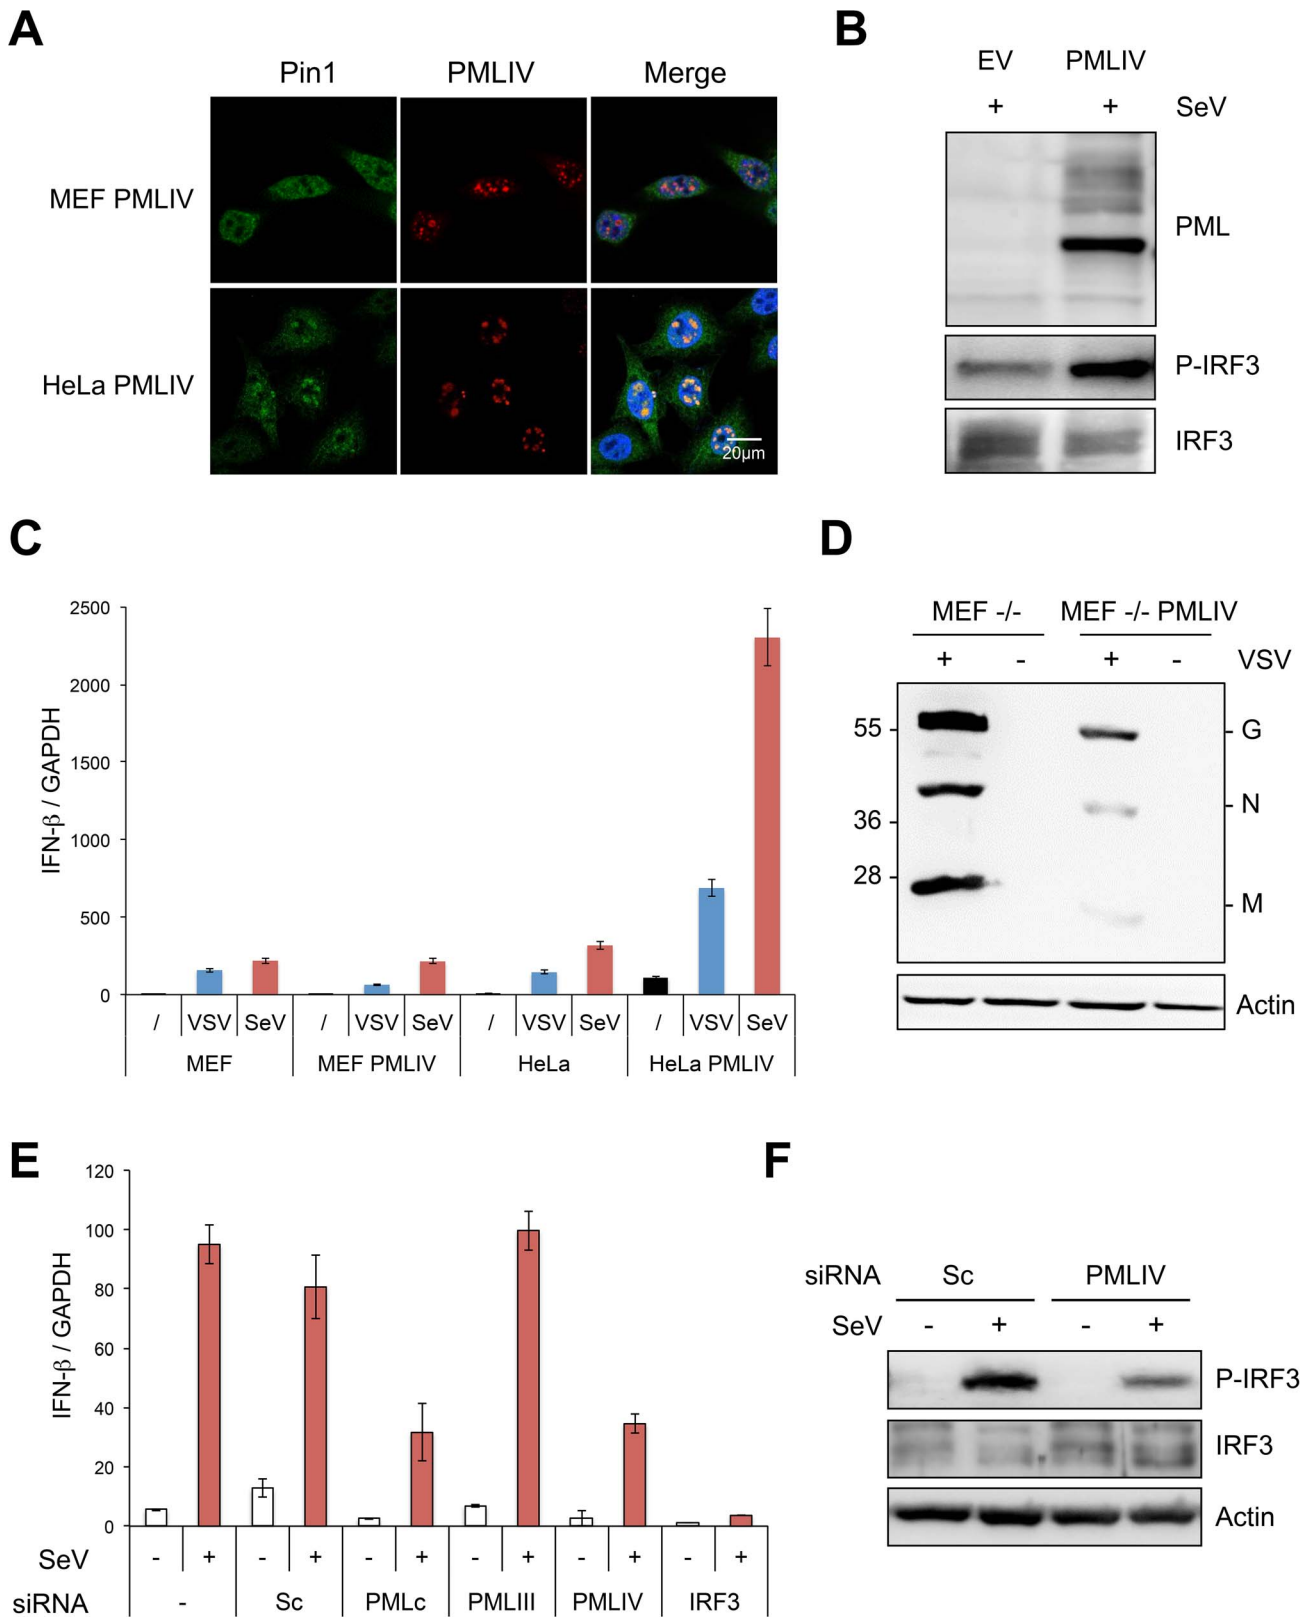 A
Pin1 PMLIV Merge
MEF PMLIV
HeLa PMLIV
20µm
B
EV PMLIV
+ + SeV
PML
P-IRF3
IRF3
C
IFN-β / GAPDH
2500
2000
1500
1000
500
0
/ VSV SeV / VSV SeV / VSV SeV / VSV SeV
MEF MEF PMLIV HeLa HeLa PMLIV
D
MEF -/- MEF -/- PMLIV
+ - + - VSV
55 G
N
36
28
M
Actin
E
IFN-β / GAPDH
120
100
80
60
40
20
0
SeV - + - + - + - + - + - +
siRNA - Sc PMLc PMLIII PMLIV IRF3
F
siRNA Sc PMLIV
SeV - + - +
P-IRF3
IRF3
Actin